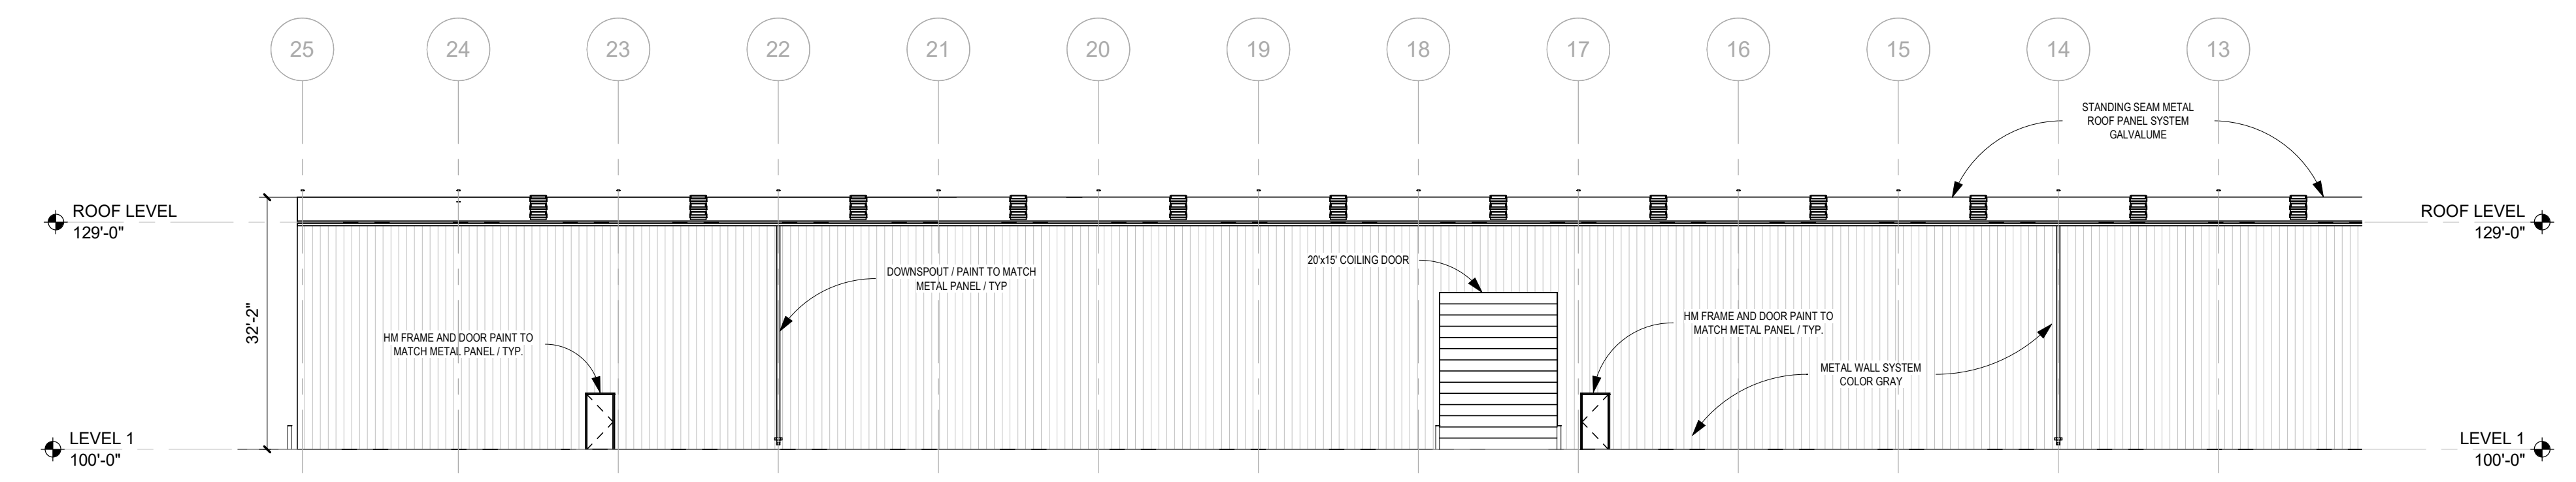 25 24 23 22 21 20 19 18 17 16 15 14 13
STANDING SEAM METAL
ROOF PANEL SYSTEM
GALVALUME
ROOF LEVEL
129'-0"
ROOF LEVEL
129'-0"
32'-2"
DOWNSPOUT / PAINT TO MATCH
METAL PANEL / TYP
20'x15' COILING DOOR
HM FRAME AND DOOR PAINT TO
MATCH METAL PANEL / TYP.
HM FRAME AND DOOR PAINT TO
MATCH METAL PANEL / TYP.
METAL WALL SYSTEM
COLOR GRAY
LEVEL 1
100'-0"
LEVEL 1
100'-0"